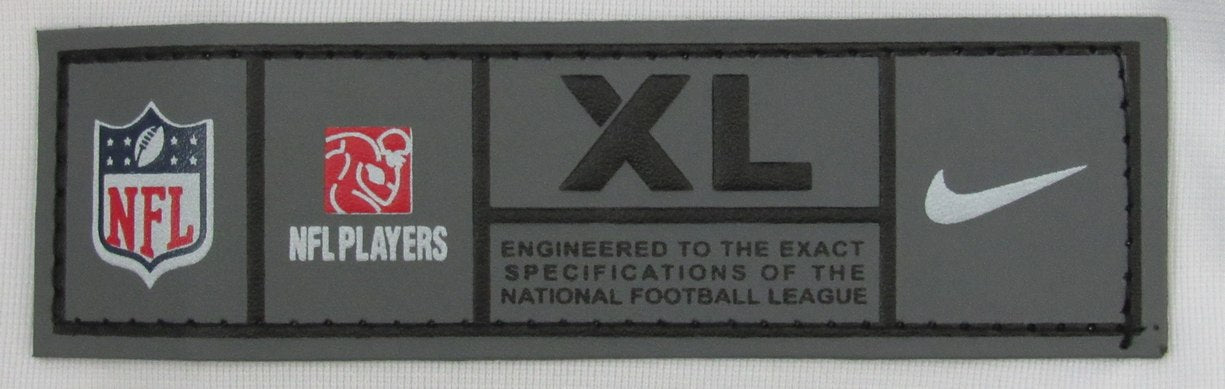 NFL
NFL PLAYERS
XL
ENGINEERED TO THE EXACT
SPECIFICATIONS OF THE
NATIONAL FOOTBALL LEAGUE